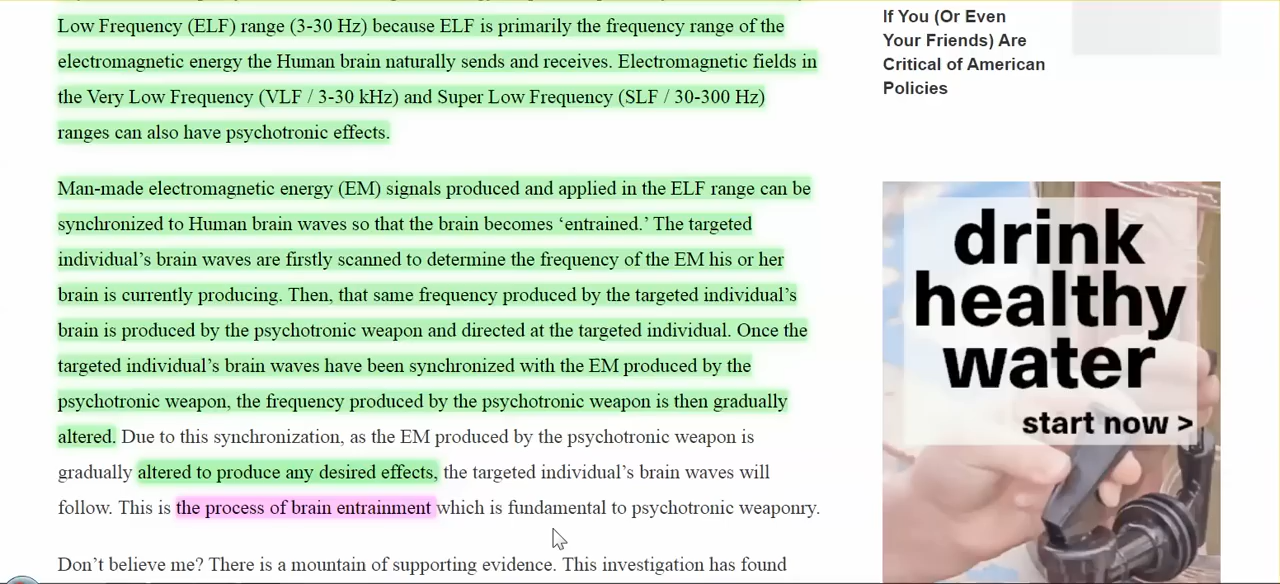 Low Frequency (ELF) range (3-30 Hz) because ELF is primarily the frequency range of the
electromagnetic energy the Human brain naturally sends and receives. Electromagnetic fields in
the Very Low Frequency (VLF / 3-30 kHz) and Super Low Frequency (SLF / 30-300 Hz)
ranges can also have psychotronic effects.
Man-made electromagnetic energy (EM) signals produced and applied in the ELF range can be
synchronized to Human brain waves so that the brain becomes ‘entrained.’ The targeted
individual’s brain waves are firstly scanned to determine the frequency of the EM his or her
brain is currently producing. Then, that same frequency produced by the targeted individual’s
brain is produced by the psychotronic weapon and directed at the targeted individual. Once the
targeted individual’s brain waves have been synchronized with the EM produced by the
psychotronic weapon, the frequency produced by the psychotronic weapon is then gradually
altered. Due to this synchronization, as the EM produced by the psychotronic weapon is
gradually altered to produce any desired effects, the targeted individual’s brain waves will
follow. This is the process of brain entrainment which is fundamental to psychotronic weaponry.
Don’t believe me? There is a mountain of supporting evidence. This investigation has found
If You (Or Even
Your Friends) Are
Critical of American
Policies
drink
healthy
water
start now >